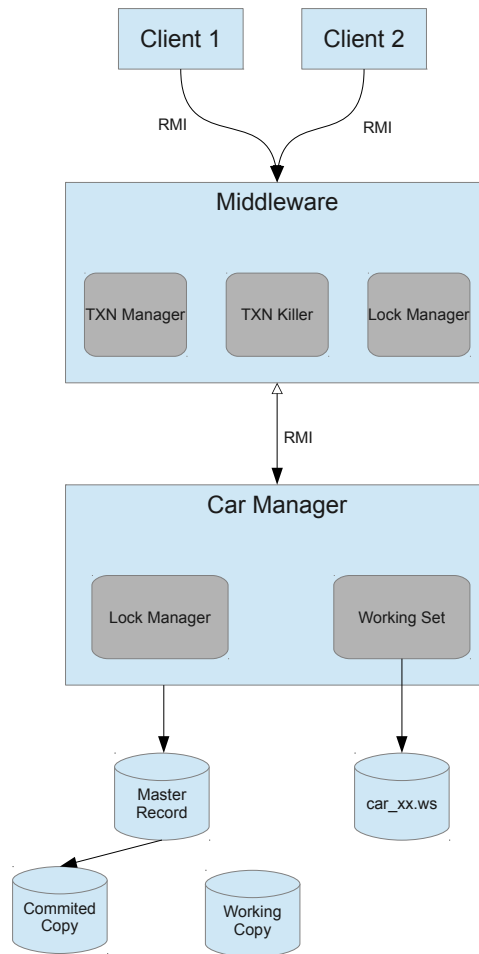 Client 1
Client 2
RMI
RMI
Middleware
TXN Manager
TXN Killer
Lock Manager
RMI
Car Manager
Lock Manager
Working Set
Master
Record
car_xx.ws
Commited
Copy
Working
Copy